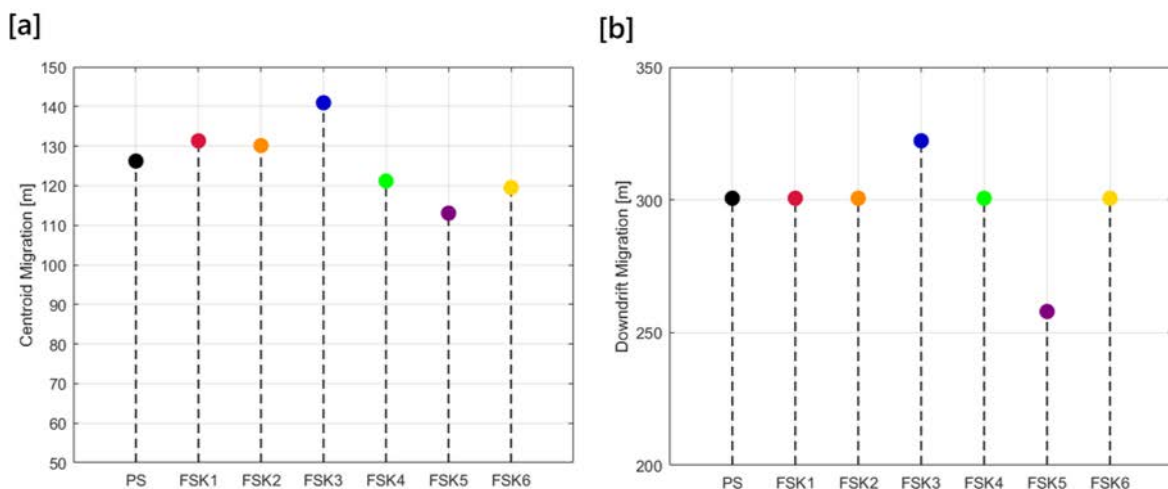 [a]
Centroid Migration [m]
150
140
130
120
110
100
90
80
70
60
50
PS FSK1 FSK2 FSK3 FSK4 FSK5 FSK6
[b]
Downdrift Migration [m]
350
300
250
200
PS FSK1 FSK2 FSK3 FSK4 FSK5 FSK6